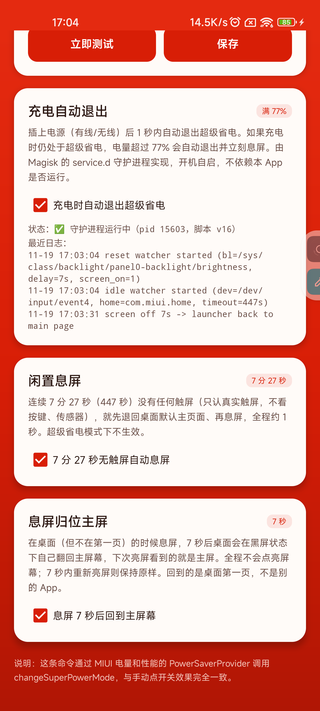 17:04
14.5K/s
85
立即测试
保存
充电自动退出
满 77%
插上电源（有线/无线）后 1 秒内自动退出超级省电。如果充电
时仍处于超级省电，电量超过 77% 会自动退出并立刻息屏。由
Magisk 的 service.d 守护进程实现，开机自启，不依赖本 App
是否运行。
充电时自动退出超级省电
状态：✅ 守护进程运行中（pid 15603，脚本 v16）
最近日志：
11-19 17:03:04 reset watcher started (bl=/sys/
class/backlight/panel0-backlight/brightness,
delay=7s, screen_on=1)
11-19 17:03:04 idle watcher started (dev=/dev/
input/event4, home=com.miui.home, timeout=447s)
11-19 17:03:31 screen off 7s -> launcher back to
main page
闲置息屏
7 分 27 秒
连续 7 分 27 秒（447 秒）没有任何触屏（只认真实触屏，不看
按键、传感器），就先退回桌面默认主页面、再息屏，全程约 1
秒。超级省电模式下不生效。
7 分 27 秒无触屏自动息屏
息屏归位主屏
7 秒
在桌面（但不在第一页）的时候息屏，7 秒后桌面会在黑屏状态
下自己翻回主屏幕，下次亮屏看到的就是主屏。全程不会点亮屏
幕；7 秒内重新亮屏则保持原样。回到的是桌面第一页，不是别
的 App。
息屏 7 秒后回到主屏幕
说明：这条命令通过 MIUI 电量和性能的 PowerSaverProvider 调用
changeSuperPowerMode，与手动点开关效果完全一致。